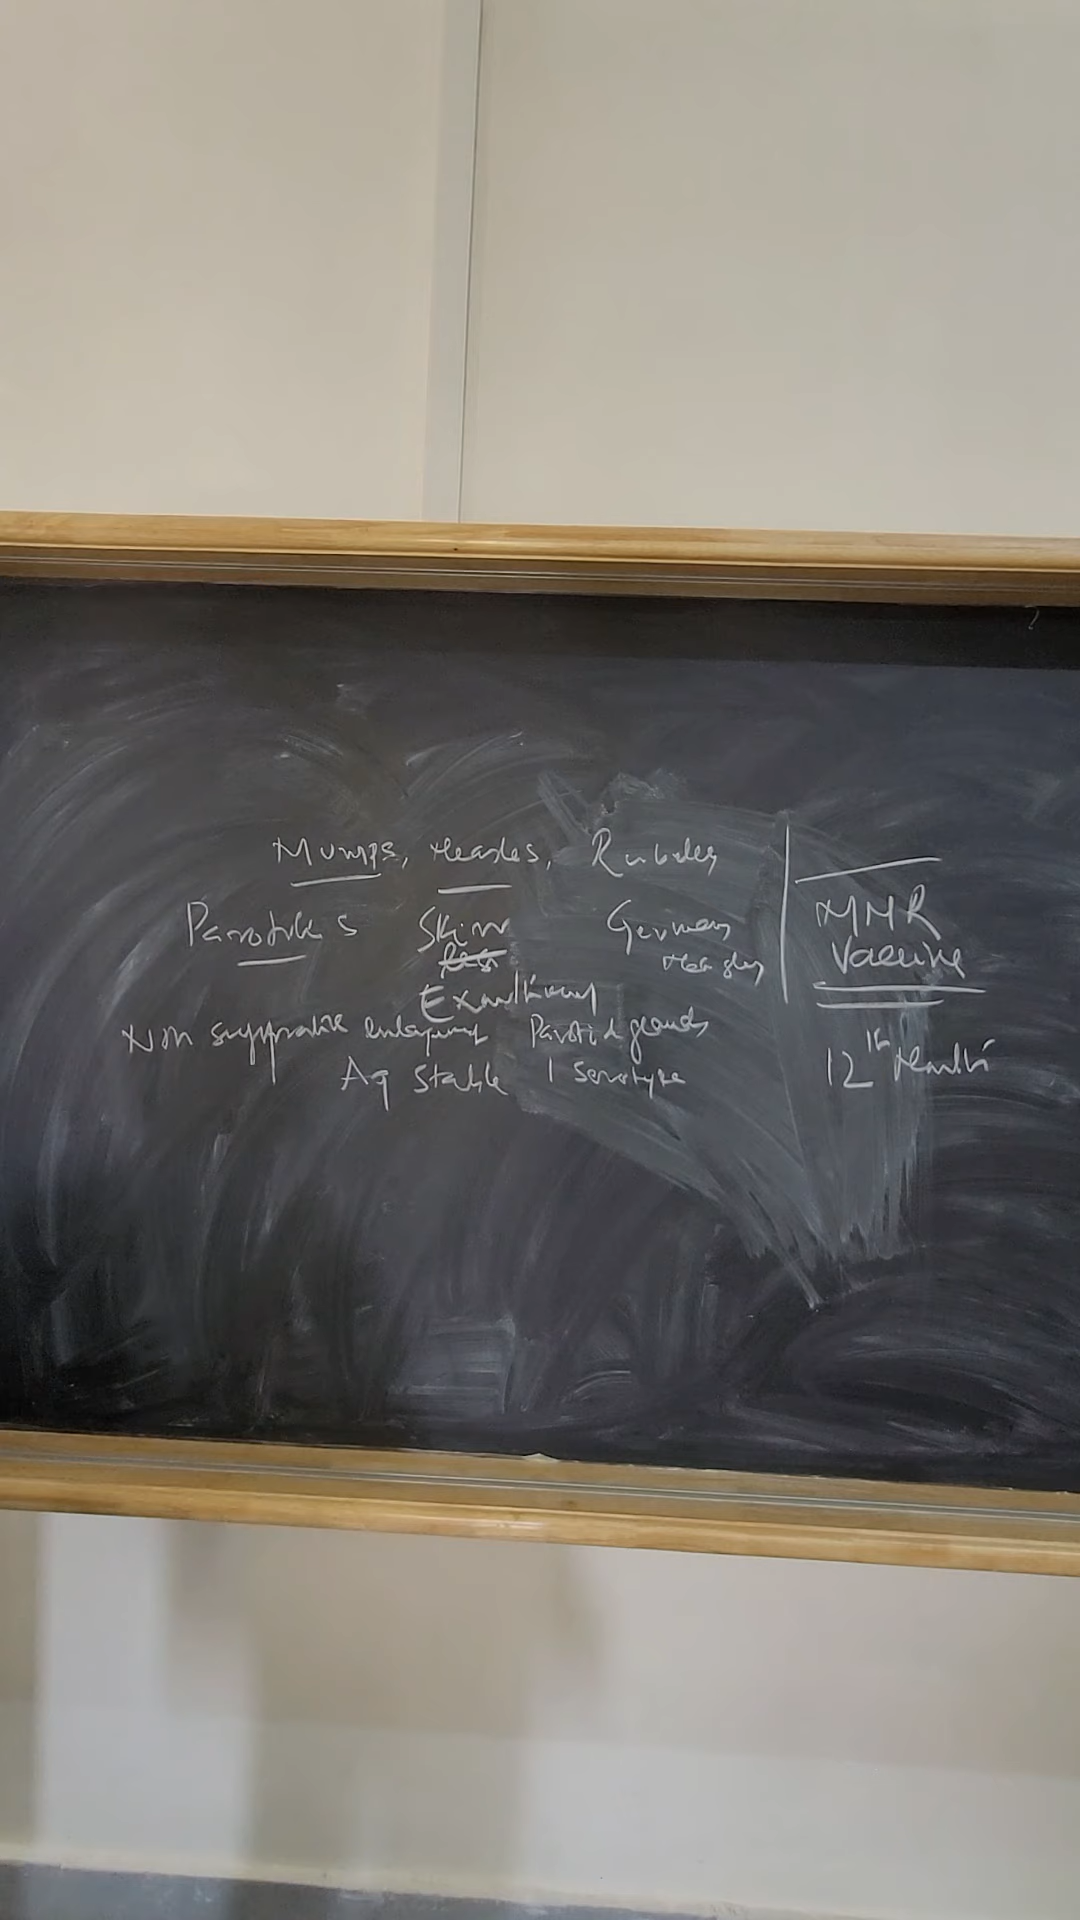 Mumps, Measles, Rubella
Parotitis Skin German
Measles
Exanthem
Non suppurative enlargement Parotid glands
Ag stable 1 serotype
MMR
Vaccine
12th Month